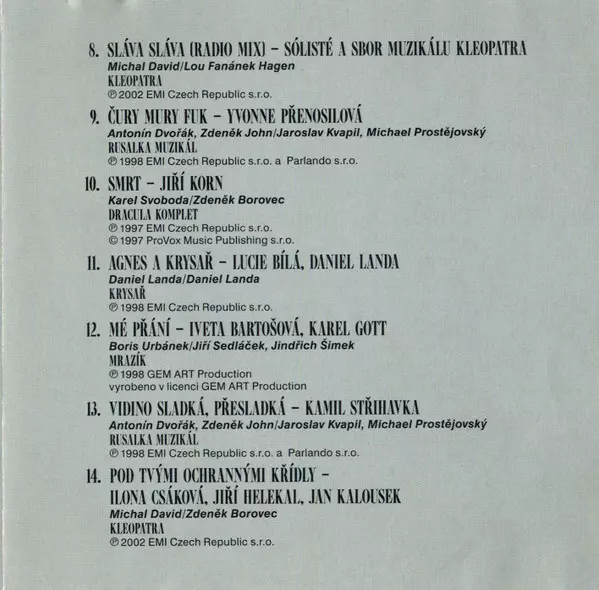 8. SLÁVA SLÁVA (RADIO MIX) – SÓLISTÉ A SBOR MUZIKÁLU KLEOPATRA
Michal David/Lou Fanánek Hagen
KLEOPATRA
℗ 2002 EMI Czech Republic s.r.o.
9. ČURY MURY FUK – YVONNE PŘENOSILOVÁ
Antonín Dvořák, Zdeněk John/Jaroslav Kvapil, Michael Prostějovský
RUSALKA MUZIKÁL
℗ 1998 EMI Czech Republic s.r.o. a Parlando s.r.o.
10. SMRT – JIŘÍ KORN
Karel Svoboda/Zdeněk Borovec
DRACULA KOMPLET
℗ 1997 EMI Czech Republic s.r.o.
© 1997 ProVox Music Publishing s.r.o.
11. AGNES A KRYSAŘ – LUCIE BÍLÁ, DANIEL LANDA
Daniel Landa/Daniel Landa
KRYSAŘ
℗ 1998 EMI Czech Republic s.r.o.
12. MÉ PŘÁNÍ – IVETA BARTOŠOVÁ, KAREL GOTT
Boris Urbánek/Jiří Sedláček, Jindřich Šimek
MRAZÍK
℗ 1998 GEM ART Production
vyrobeno v licenci GEM ART Production
13. VIDINO SLADKÁ, PŘESLADKÁ – KAMIL STŘIHAVKA
Antonín Dvořák, Zdeněk John/Jaroslav Kvapil, Michael Prostějovský
RUSALKA MUZIKÁL
℗ 1998 EMI Czech Republic s.r.o. a Parlando s.r.o.
14. POD TVÝMI OCHRANNÝMI KŘÍDLY –
ILONA CSÁKOVÁ, JIŘÍ HELEKAL, JAN KALOUSEK
Michal David/Zdeněk Borovec
KLEOPATRA
℗ 2002 EMI Czech Republic s.r.o.